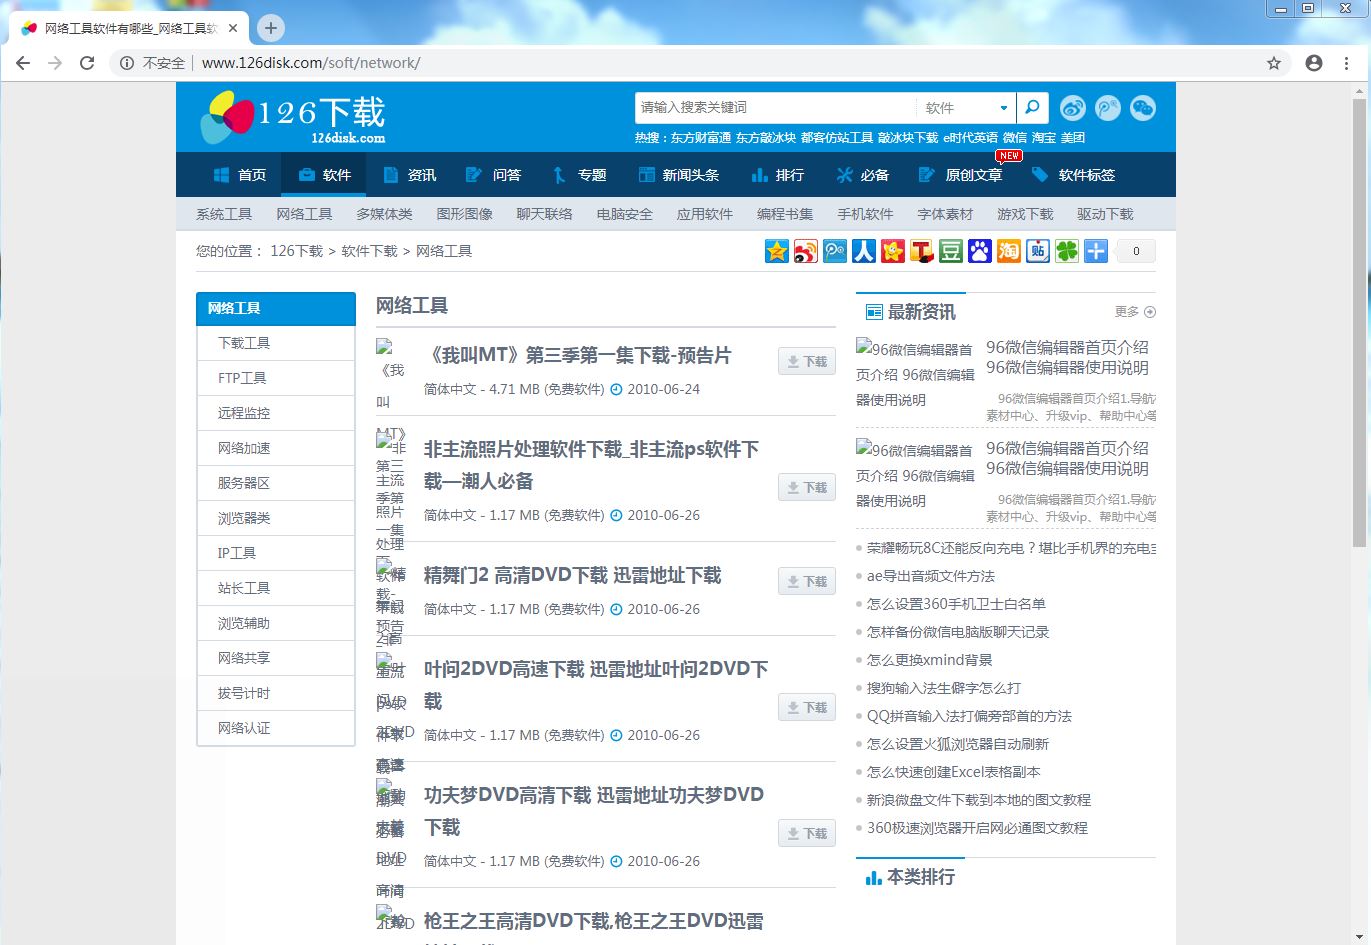 网络工具软件有哪些_网络工具软
不安全
www.126disk.com/soft/network/
126下载
126disk.com
请输入搜素关键词
软件
热搜：东方财富通 东方敲冰块 都客仿站工具 敲冰块下载 e时代英语 微信 淘宝 美团
NEW
首页 软件 资讯 问答 专题 新闻头条 排行 必备 原创文章 软件标签
系统工具 网络工具 多媒体类 图形图像 聊天联络 电脑安全 应用软件 编程书集 手机软件 字体素材 游戏下载 驱动下载
您的位置： 126下载 > 软件下载 > 网络工具
0
网络工具
下载工具
FTP工具
远程监控
网络加速
服务器区
浏览器类
IP工具
站长工具
浏览辅助
网络共享
拔号计时
网络认证
网络工具
《我叫MT》第三季第一集下载-预告片
下载
简体中文 - 4.71 MB (免费软件) 2010-06-24
非主流照片处理软件下载_非主流ps软件下
载—潮人必备
下载
简体中文 - 1.17 MB (免费软件) 2010-06-26
精舞门2 高清DVD下载 迅雷地址下载
下载
简体中文 - 1.17 MB (免费软件) 2010-06-26
叶问2DVD高速下载 迅雷地址叶问2DVD下
载
下载
简体中文 - 1.17 MB (免费软件) 2010-06-26
功夫梦DVD高清下载 迅雷地址功夫梦DVD
下载
下载
简体中文 - 1.17 MB (免费软件) 2010-06-26
枪王之王高清DVD下载,枪王之王DVD迅雷
最新资讯
更多
96微信编辑器首
页介绍 96微信编辑
器使用说明
96微信编辑器首页介绍
96微信编辑器使用说明
96微信编辑器首页介绍1.导航
素材中心、升级vip、帮助中心等
96微信编辑器首
页介绍 96微信编辑
器使用说明
96微信编辑器首页介绍
96微信编辑器使用说明
96微信编辑器首页介绍1.导航
素材中心、升级vip、帮助中心等
荣耀畅玩8C还能反向充电？堪比手机界的充电宝
ae导出音频文件方法
怎么设置360手机卫士白名单
怎样备份微信电脑版聊天记录
怎么更换xmind背景
搜狗输入法生僻字怎么打
QQ拼音输入法打偏旁部首的方法
怎么设置火狐浏览器自动刷新
怎么快速创建Excel表格副本
新浪微盘文件下载到本地的图文教程
360极速浏览器开启网必通图文教程
本类排行